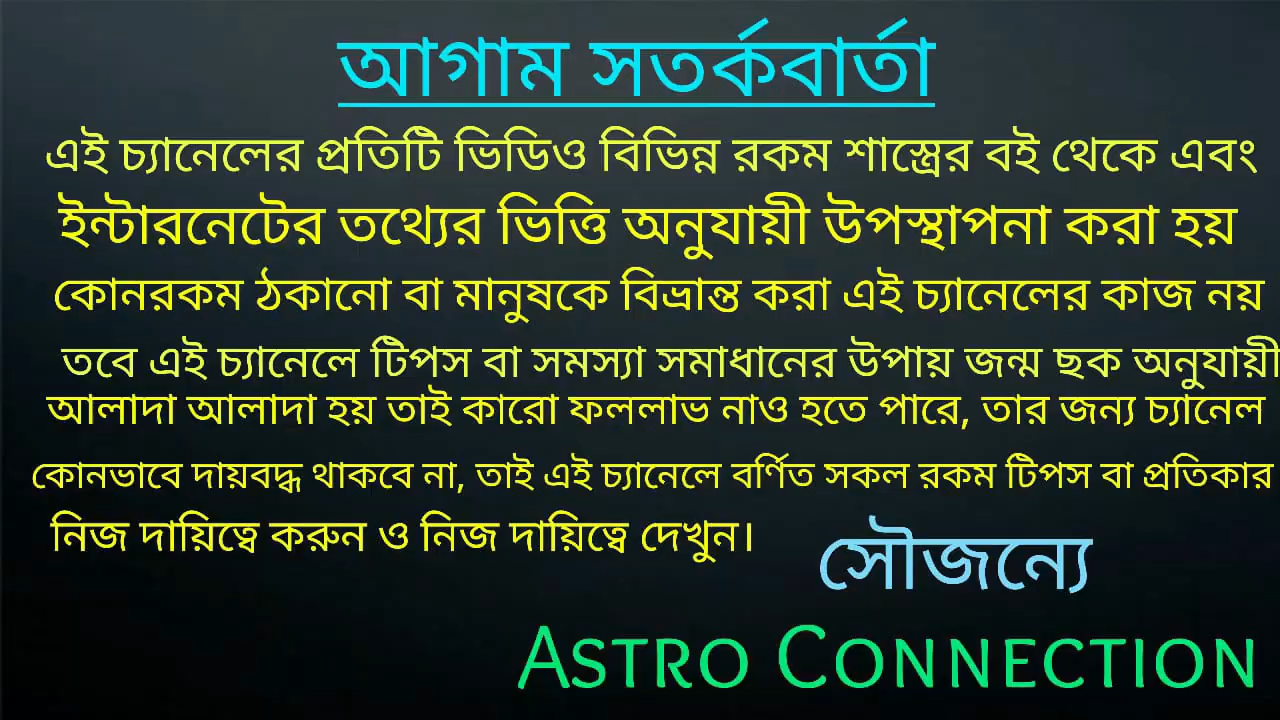 আগাম সতর্কবার্তা
এই চ্যানেলের প্রতিটি ভিডিও বিভিন্ন রকম শাস্ত্রের বই থেকে এবং
ইন্টারনেটের তথ্যের ভিত্তি অনুযায়ী উপস্থাপনা করা হয়
কোনরকম ঠকানো বা মানুষকে বিভ্রান্ত করা এই চ্যানেলের কাজ নয়
তবে এই চ্যানেলে টিপস বা সমস্যা সমাধানের উপায় জন্ম ছক অনুযায়ী
আলাদা আলাদা হয় তাই কারো ফললাভ নাও হতে পারে, তার জন্য চ্যানেল
কোনভাবে দায়বদ্ধ থাকবে না, তাই এই চ্যানেলে বর্ণিত সকল রকম টিপস বা প্রতিকার
নিজ দায়িত্বে করুন ও নিজ দায়িত্বে দেখুন।
সৌজন্যে
ASTRO CONNECTION